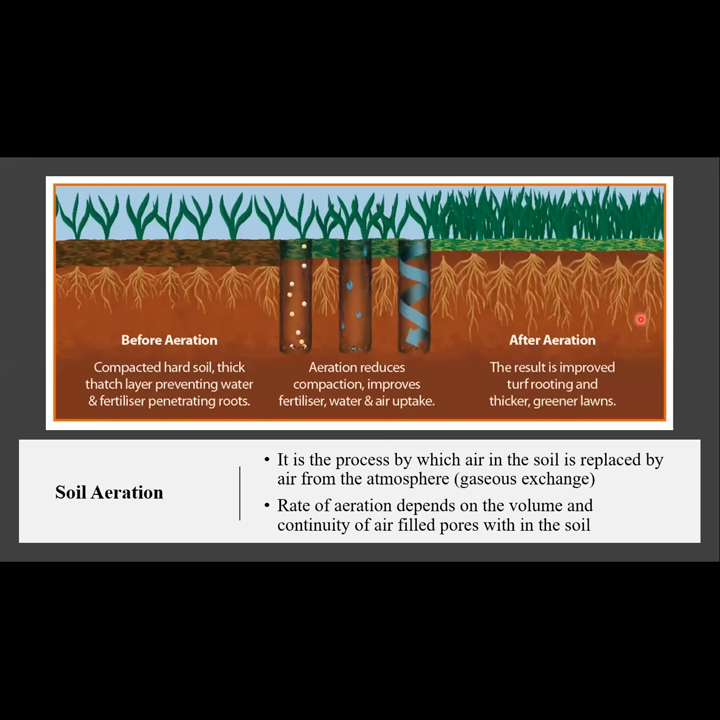 Before Aeration
Compacted hard soil, thick
thatch layer preventing water
& fertiliser penetrating roots.
Aeration reduces
compaction, improves
fertiliser, water & air uptake.
After Aeration
The result is improved
turf rooting and
thicker, greener lawns.
Soil Aeration
• It is the process by which air in the soil is replaced by
air from the atmosphere (gaseous exchange)
• Rate of aeration depends on the volume and
continuity of air filled pores with in the soil